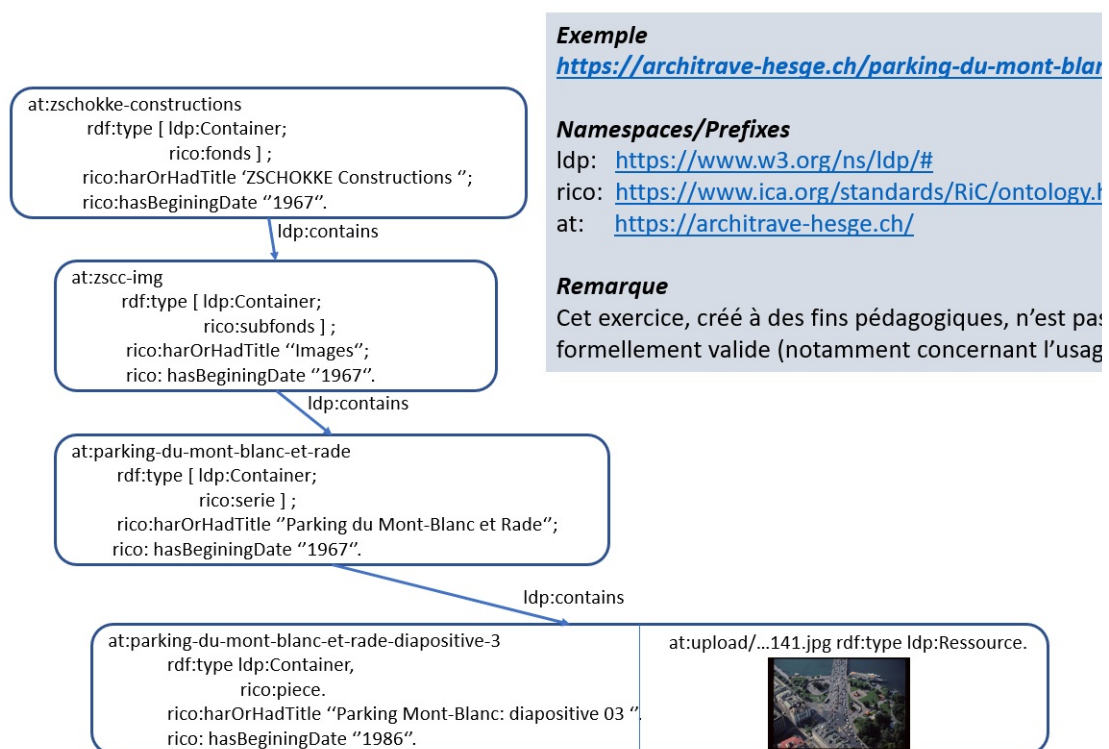 Exemple
https://architrave-hesge.ch/parking-du-mont-blan
Namespaces/Prefixes
ldp: https://www.w3.org/ns/ldp/#
rico: https://www.ica.org/standards/RiC/ontology.h
at: https://architrave-hesge.ch/
Remarque
Cet exercice, créé à des fins pédagogiques, n’est pas
formellement valide (notamment concernant l’usag
at:zschokke-constructions
rdf:type [ ldp:Container;
rico:fonds ] ;
rico:harOrHadTitle ‘ZSCHOKKE Constructions ‘’;
rico:hasBeginingDate ‘’1967‘’.
ldp:contains
at:zscc-img
rdf:type [ ldp:Container;
rico:subfonds ] ;
rico:harOrHadTitle ‘’Images‘’;
rico: hasBeginingDate ‘’1967‘’.
ldp:contains
at:parking-du-mont-blanc-et-rade
rdf:type [ ldp:Container;
rico:serie ] ;
rico:harOrHadTitle ‘’Parking du Mont-Blanc et Rade‘’;
rico: hasBeginingDate ‘’1967‘’.
ldp:contains
at:parking-du-mont-blanc-et-rade-diapositive-3
rdf:type ldp:Container,
rico:piece.
rico:harOrHadTitle ‘’Parking Mont-Blanc: diapositive 03 ‘’.
rico: hasBeginingDate ‘’1986‘’.
at:upload/...141.jpg rdf:type ldp:Ressource.